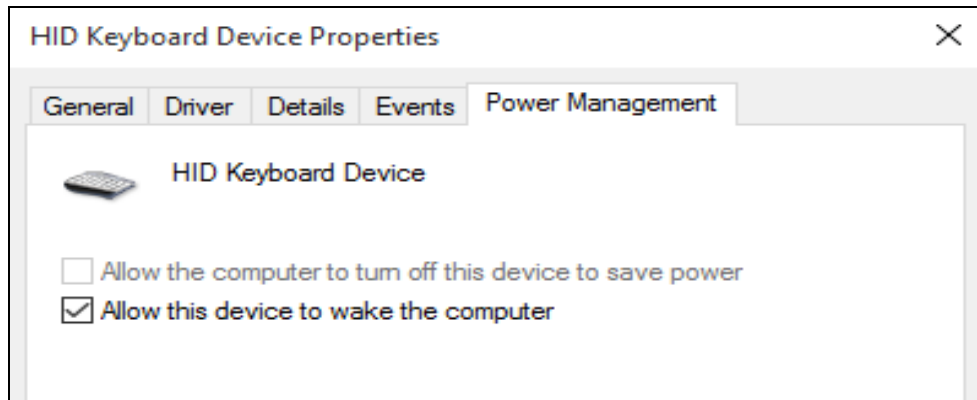 HID Keyboard Device Properties
General Driver Details Events Power Management
HID Keyboard Device
Allow the computer to turn off this device to save power
Allow this device to wake the computer